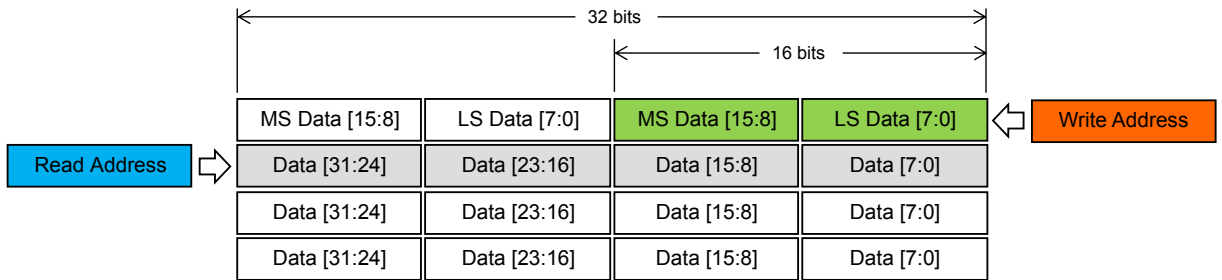 32 bits
16 bits
MS Data [15:8] LS Data [7:0] MS Data [15:8] LS Data [7:0] Write Address
Read Address Data [31:24] Data [23:16] Data [15:8] Data [7:0]
Data [31:24] Data [23:16] Data [15:8] Data [7:0]
Data [31:24] Data [23:16] Data [15:8] Data [7:0]